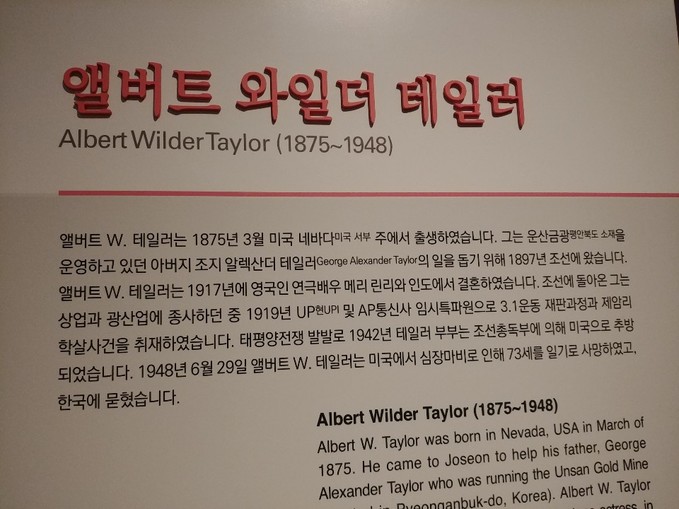 앨버트 와일더 테일러
Albert Wilder Taylor (1875~1948)
앨버트 W. 테일러는 1875년 3월 미국 네바다미국 서부 주에서 출생하였습니다. 그는 운산금광평안북도 소재을
운영하고 있던 아버지 조지 알렉산더 테일러George Alexander Taylor의 일을 돕기 위해 1897년 조선에 왔습니다.
앨버트 W. 테일러는 1917년에 영국인 연극배우 메리 린리와 인도에서 결혼하였습니다. 조선에 돌아온 그는
상업과 광산업에 종사하던 중 1919년 UP현UPI 및 AP통신사 임시특파원으로 3.1운동 재판과정과 제암리
학살사건을 취재하였습니다. 태평양전쟁 발발로 1942년 테일러 부부는 조선총독부에 의해 미국으로 추방
되었습니다. 1948년 6월 29일 앨버트 W. 테일러는 미국에서 심장마비로 인해 73세를 일기로 사망하였고,
한국에 묻혔습니다.
Albert Wilder Taylor (1875~1948)
Albert W. Taylor was born in Nevada, USA in March of
1875. He came to Joseon to help his father, George
Alexander Taylor who was running the Unsan Gold Mine
in Pyeonganbuk-do, Korea). Albert W. Taylor
actress, in